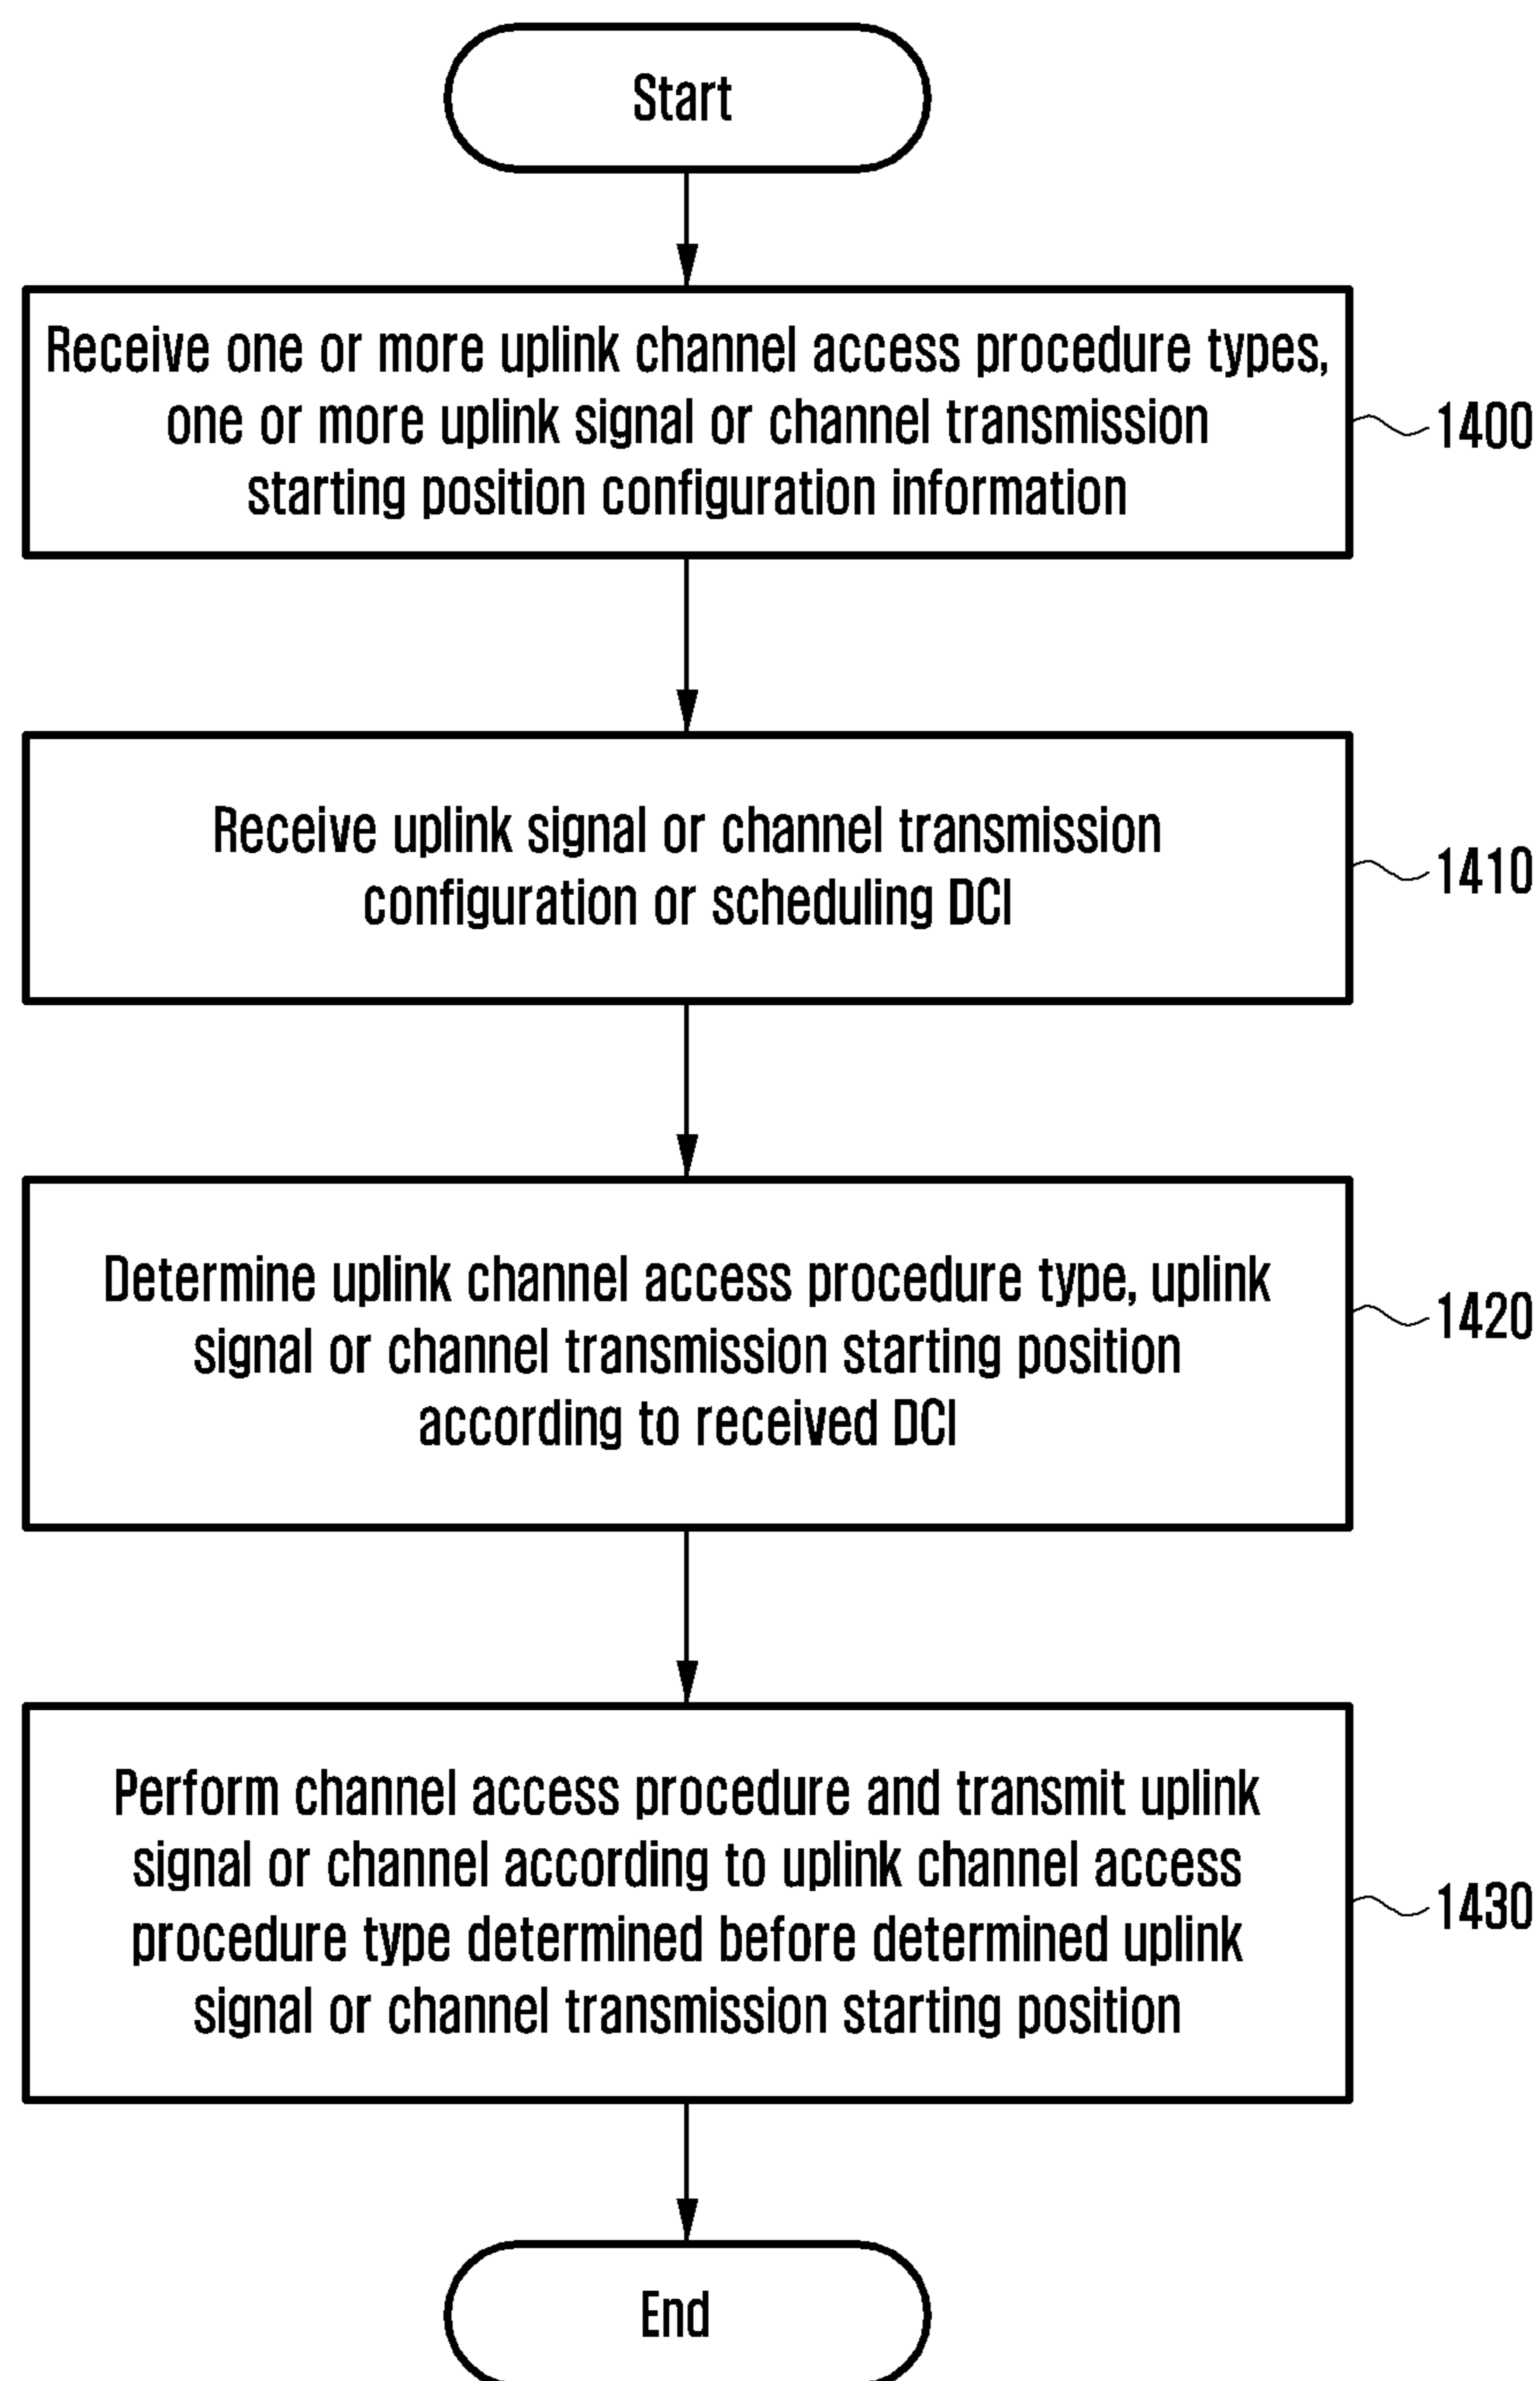 Start
Receive one or more uplink channel access procedure types,
one or more uplink signal or channel transmission
starting position configuration information
1400
Receive uplink signal or channel transmission
configuration or scheduling DCI
1410
Determine uplink channel access procedure type, uplink
signal or channel transmission starting position
according to received DCI
1420
Perform channel access procedure and transmit uplink
signal or channel according to uplink channel access
procedure type determined before determined uplink
signal or channel transmission starting position
1430
End